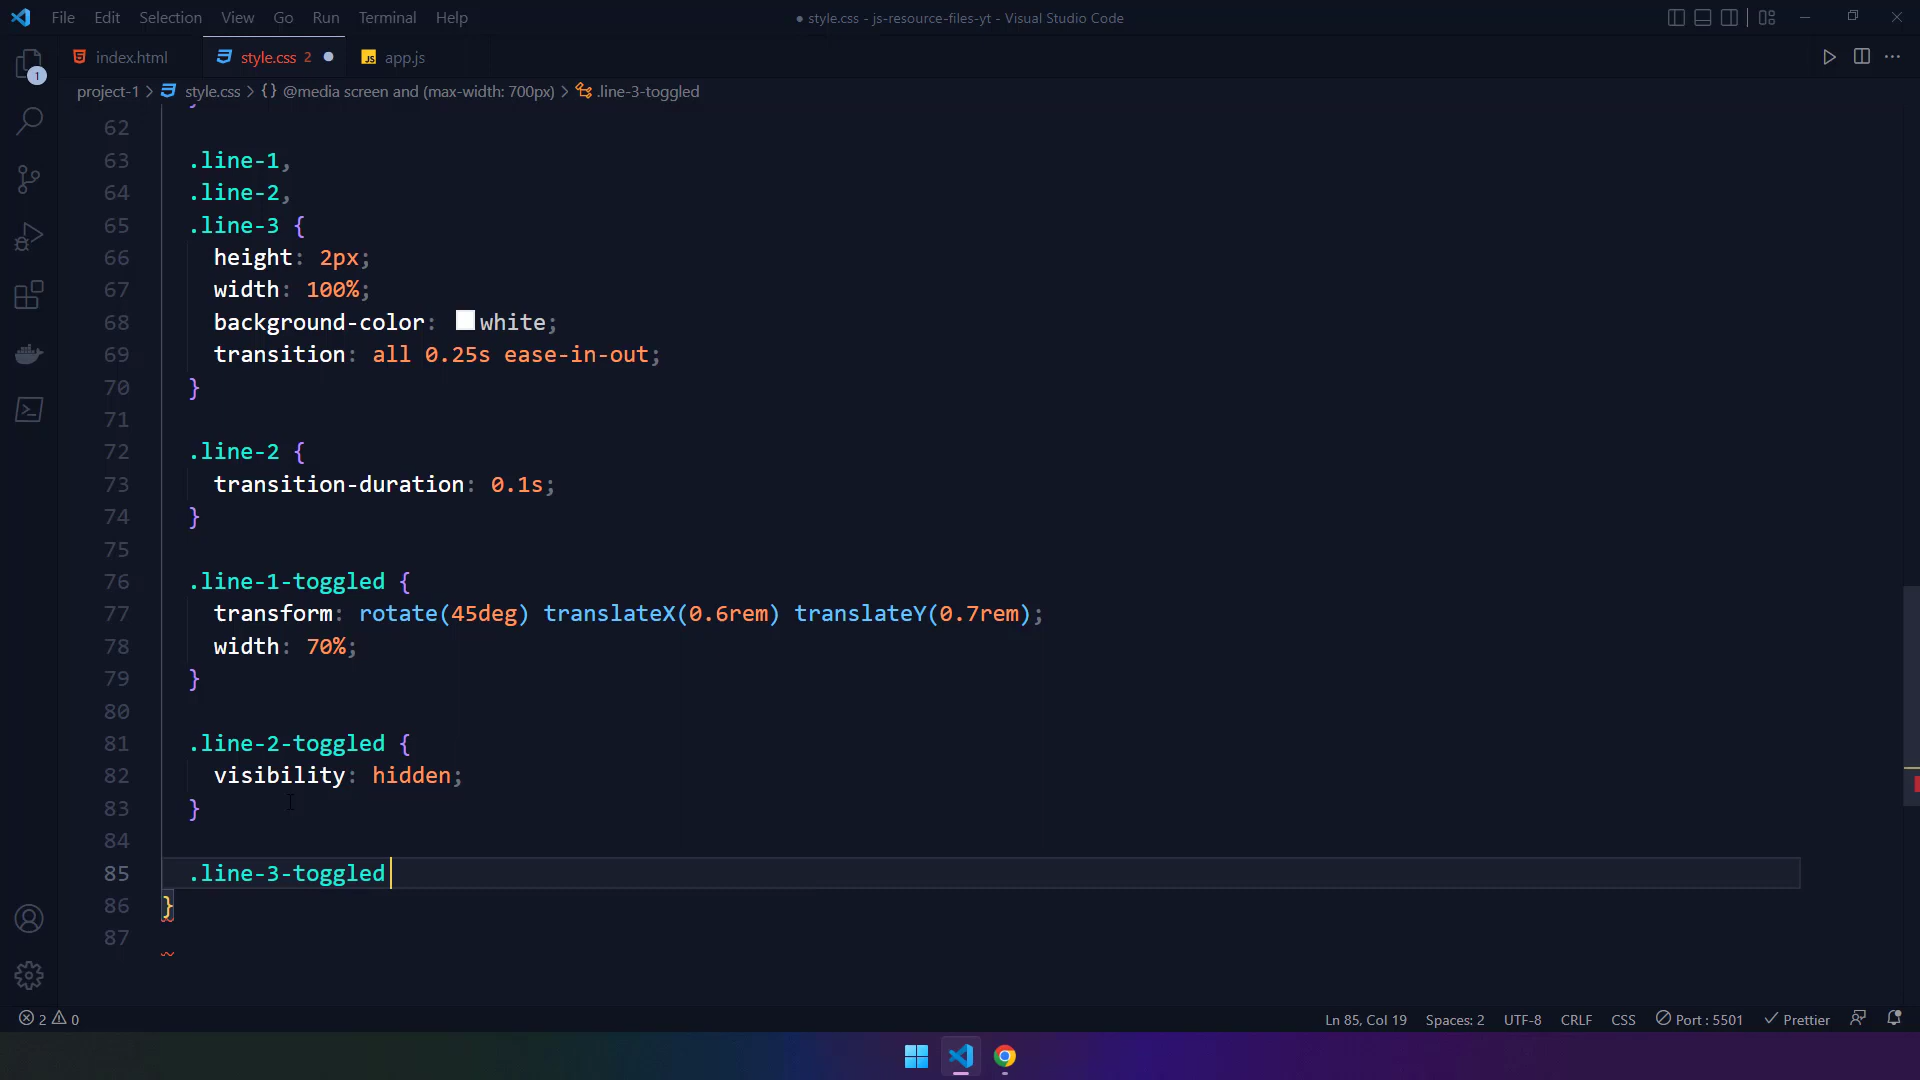 File Edit Selection View Go Run Terminal Help
● style.css - js-resource-files-yt - Visual Studio Code
index.html
style.css 2 ●
JS app.js
project-1 > style.css > {} @media screen and (max-width: 700px) > .line-3-toggled
1
62
63 .line-1,
64 .line-2,
65 .line-3 {
66 height: 2px;
67 width: 100%;
68 background-color: white;
69 transition: all 0.25s ease-in-out;
70 }
71
72 .line-2 {
73 transition-duration: 0.1s;
74 }
75
76 .line-1-toggled {
77 transform: rotate(45deg) translateX(0.6rem) translateY(0.7rem);
78 width: 70%;
79 }
80
81 .line-2-toggled {
82 visibility: hidden;
83 }
84
85 .line-3-toggled
86 }
87
2 0
Ln 85, Col 19 Spaces: 2 UTF-8 CRLF CSS Port : 5501 Prettier